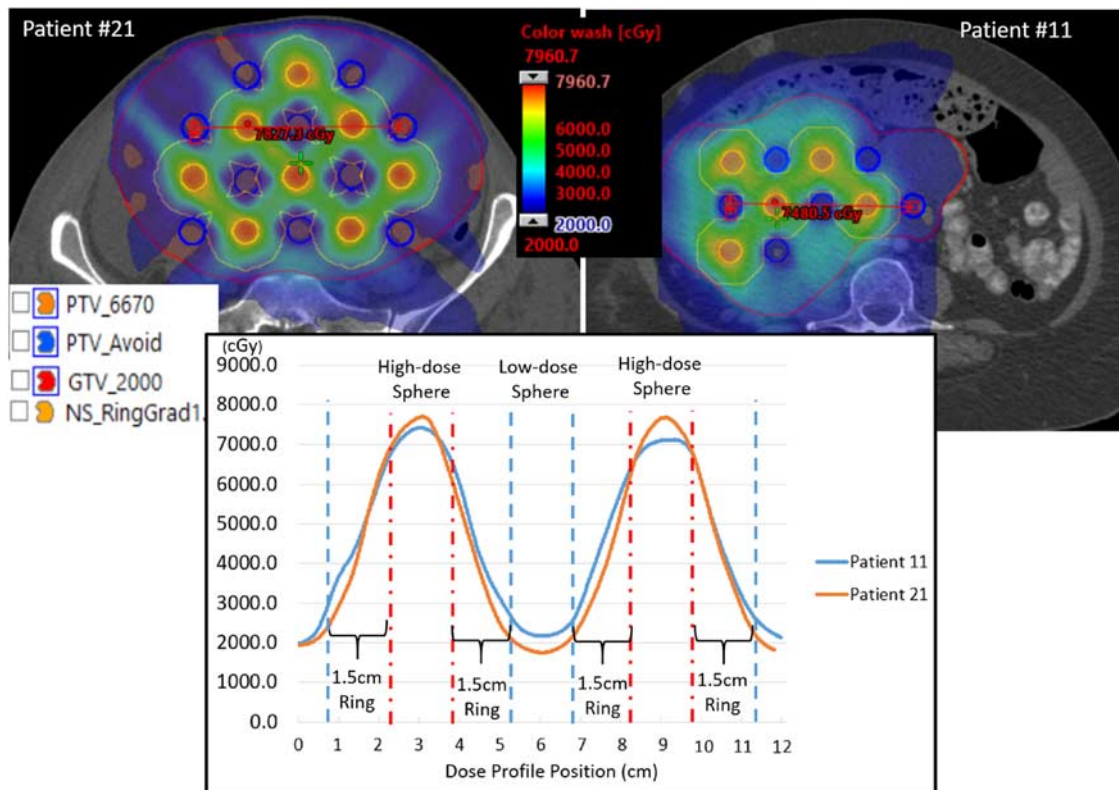 Patient #21
Color wash [cGy]
7960.7
7960.7
6000.0
5000.0
4000.0
3000.0
2000.0
2000.0
Patient #11
7827.3 cGy
7480.5 cGy
PTV_6670
PTV_Avoid
GTV_2000
NS_RingGrad1.
(cGy)
9000.0
8000.0
7000.0
6000.0
5000.0
4000.0
3000.0
2000.0
1000.0
0.0
High-dose
Sphere
Low-dose
Sphere
High-dose
Sphere
1.5cm
Ring
1.5cm
Ring
1.5cm
Ring
1.5cm
Ring
Patient 11
Patient 21
0 1 2 3 4 5 6 7 8 9 10 11 12
Dose Profile Position (cm)